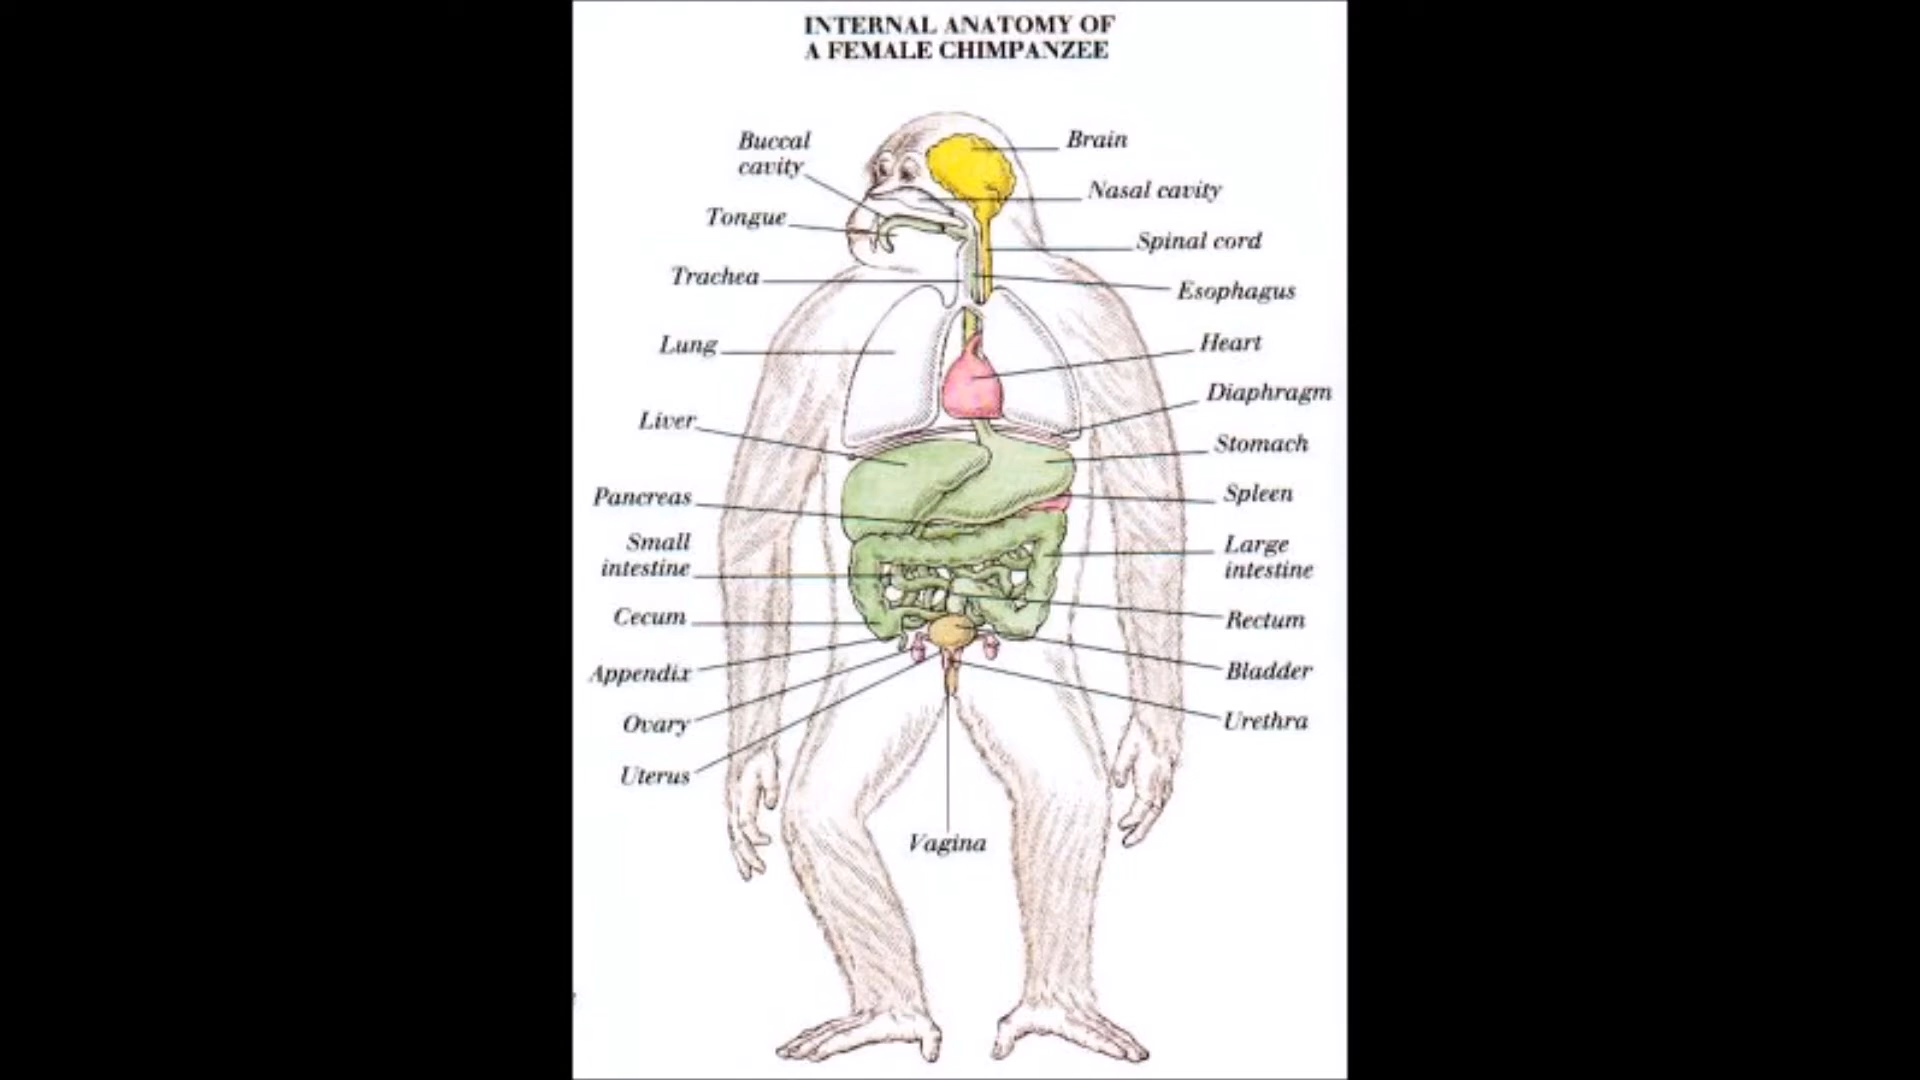 INTERNAL ANATOMY OF
A FEMALE CHIMPANZEE
Buccal
cavity
Tongue
Trachea
Lung
Liver
Pancreas
Small
intestine
Cecum
Appendix
Ovary
Uterus
Vagina
Brain
Nasal cavity
Spinal cord
Esophagus
Heart
Diaphragm
Stomach
Spleen
Large
intestine
Rectum
Bladder
Urethra